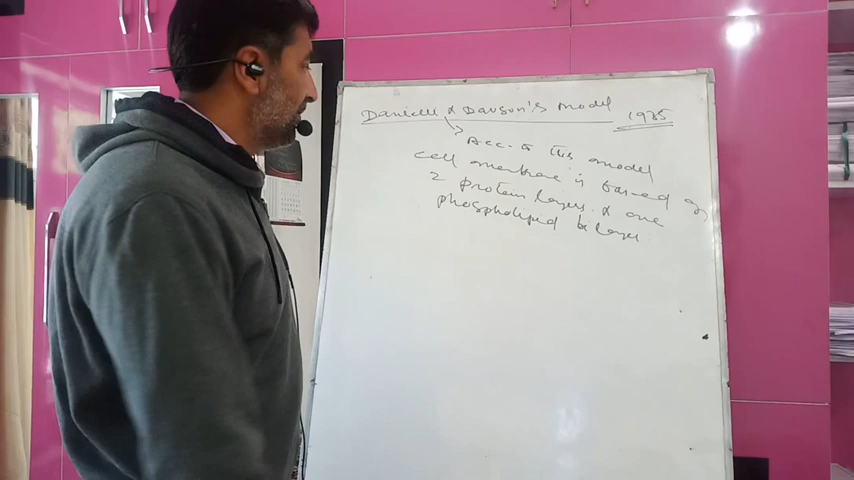 Danielli & Davson's model 1935
Acc. to this model
cell membrane is formed of
2 protein layers & one
phospholipid bilayer